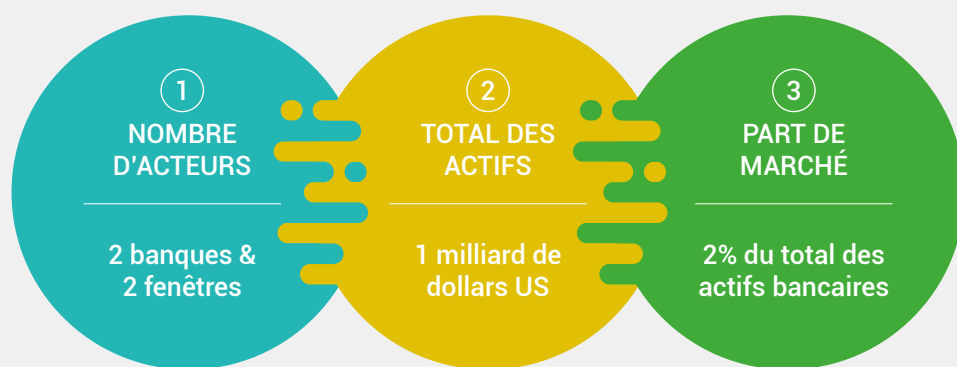 1
NOMBRE
D'ACTEURS
2 banques &
2 fenêtres
2
TOTAL DES
ACTIFS
1 milliard de
dollars US
3
PART DE
MARCHÉ
2% du total des
actifs bancaires